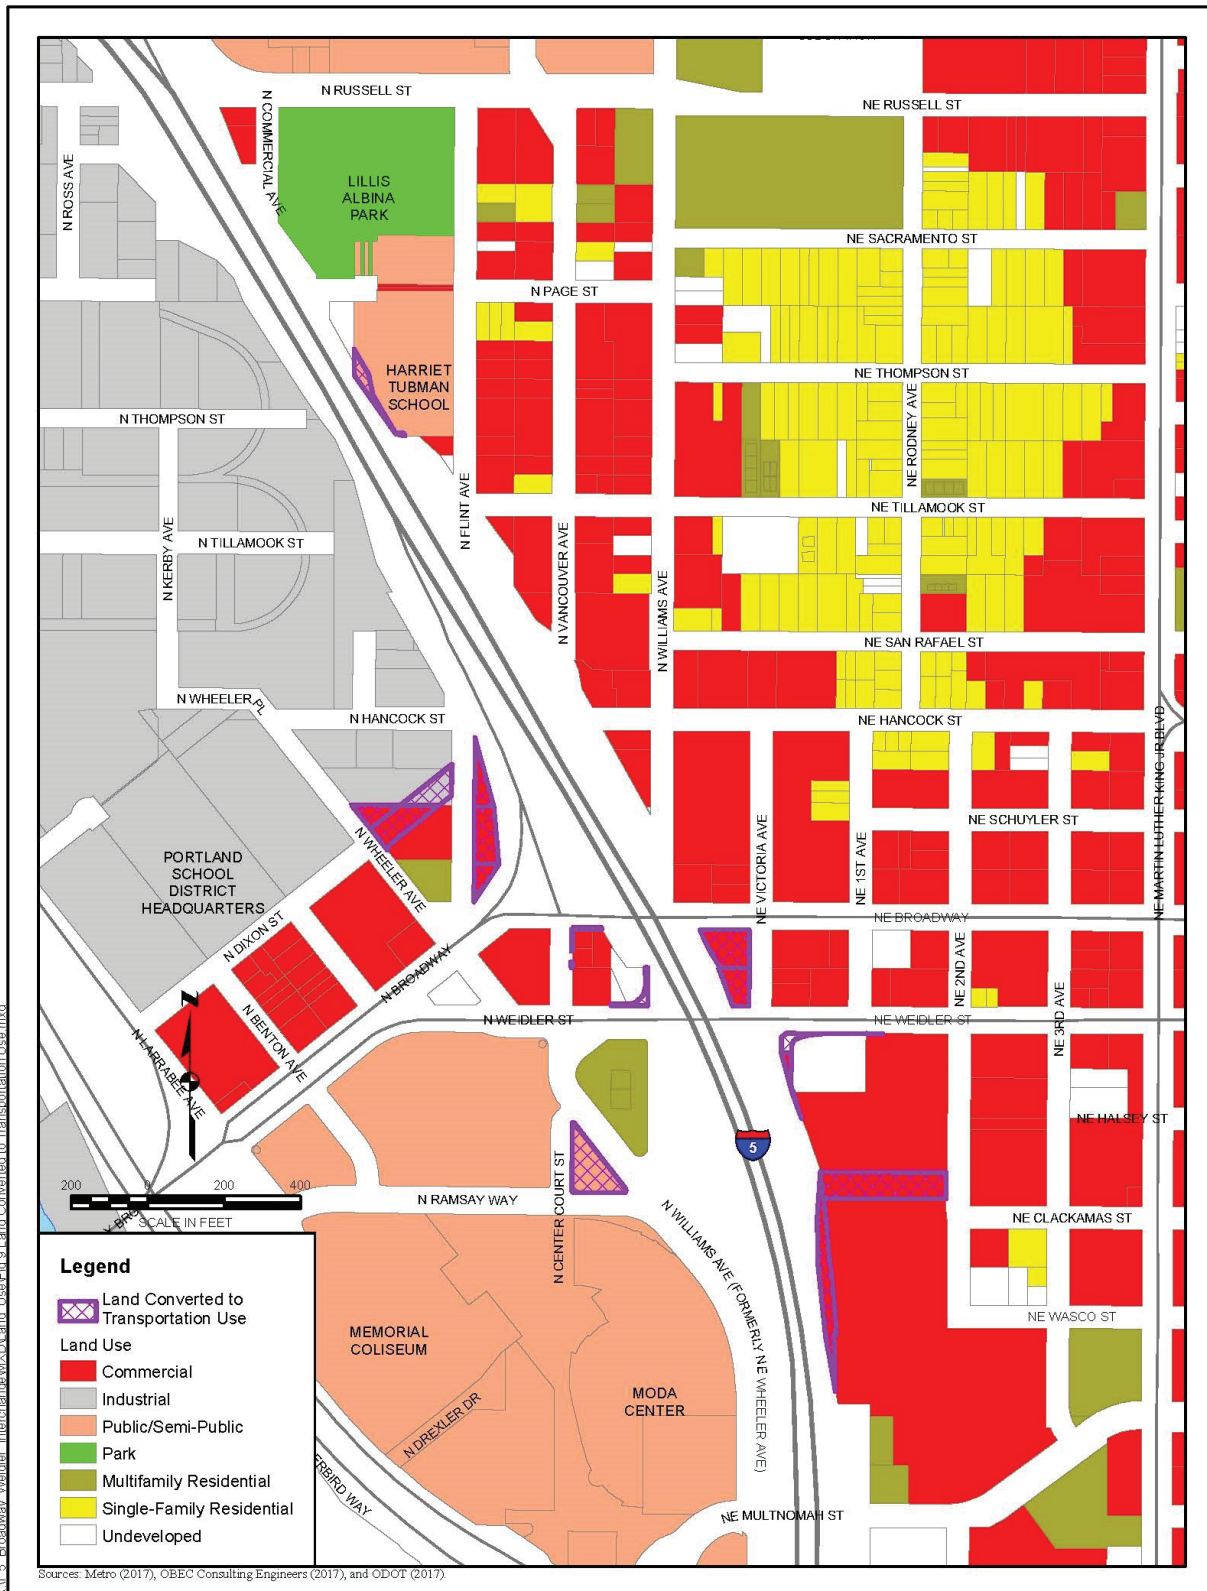 N RUSSELL ST
NE RUSSELL ST
N COMMERCIAL AVE
N ROSS AVE
LILLIS
ALBINA
PARK
NE SACRAMENTO ST
N PAGE ST
HARRIET
TUBMAN
SCHOOL
NE THOMPSON ST
N THOMPSON ST
NE RODNEY AVE
N FLINT AVE
NE TILLAMOOK ST
N TILLAMOOK ST
N KERBY AVE
N VANCOUVER AVE
N WILLIAMS AVE
NE SAN RAFAEL ST
N WHEELER PL
N HANCOCK ST
NE HANCOCK ST
NE MARTIN LUTHER KING JR BLVD
NE SCHUYLER ST
NE VICTORIA AVE
NE 1ST AVE
N WHEELER AVE
PORTLAND
SCHOOL
DISTRICT
HEADQUARTERS
N DIXON ST
NE BROADWAY
N BROADWAY
NE 2ND AVE
NE 3RD AVE
N WEIDLER ST
NE WEIDLER ST
N BENTON AVE
N LARRABEE AVE
Z
NE HALSEY ST
5
N CENTER COURT ST
N RAMSAY WAY
200 0 200 400
SCALE IN FEET
NE CLACKAMAS ST
N WILLIAMS AVE (FORMERLY NE WHEELER AVE)
NE WASCO ST
MEMORIAL
COLISEUM
MODA
CENTER
N DREXLER DR
ERBIRD WAY
NE MULTNOMAH ST
Legend
Land Converted to
Transportation Use
Land Use
Commercial
Industrial
Public/Semi-Public
Park
Multifamily Residential
Single-Family Residential
Undeveloped
Sources: Metro (2017), OBEC Consulting Engineers (2017), and ODOT (2017).